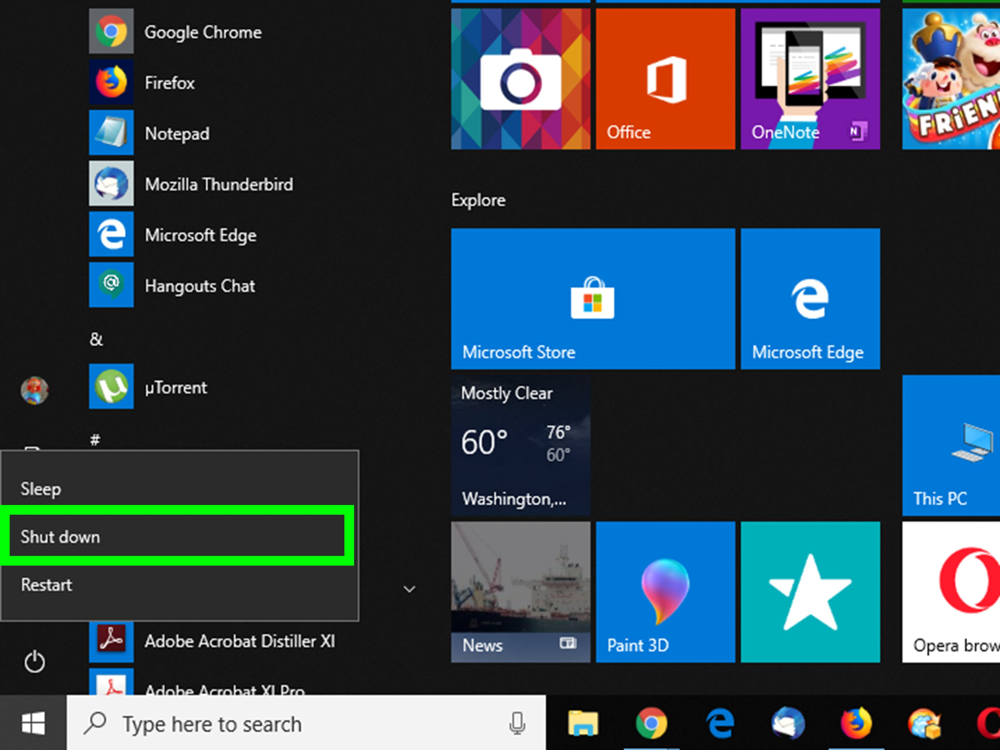 Google Chrome
Firefox
Notepad
Mozilla Thunderbird
Microsoft Edge
Hangouts Chat
&
µTorrent
#
Sleep
Shut down
Restart
Adobe Acrobat Distiller XI
Adobe Acrobat XI Pro
Type here to search
Office
OneNote
N
FRIEN
Explore
Microsoft Store
Microsoft Edge
Mostly Clear
60°
76°
60°
Washington,...
This PC
News
Paint 3D
Opera brow